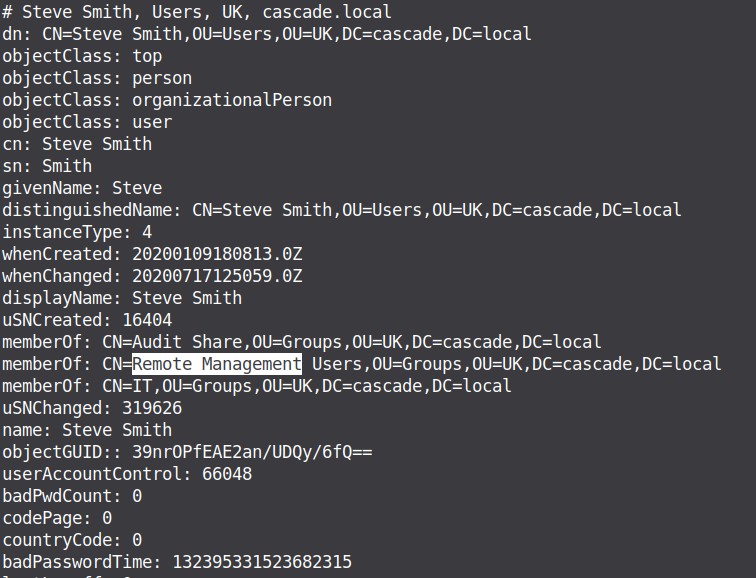 # Steve Smith, Users, UK, cascade.local
dn: CN=Steve Smith,OU=Users,OU=UK,DC=cascade,DC=local
objectClass: top
objectClass: person
objectClass: organizationalPerson
objectClass: user
cn: Steve Smith
sn: Smith
givenName: Steve
distinguishedName: CN=Steve Smith,OU=Users,OU=UK,DC=cascade,DC=local
instanceType: 4
whenCreated: 20200109180813.0Z
whenChanged: 20200717125059.0Z
displayName: Steve Smith
uSNCreated: 16404
memberOf: CN=Audit Share,OU=Groups,OU=UK,DC=cascade,DC=local
memberOf: CN=Remote Management Users,OU=Groups,OU=UK,DC=cascade,DC=local
memberOf: CN=IT,OU=Groups,OU=UK,DC=cascade,DC=local
uSNChanged: 319626
name: Steve Smith
objectGUID:: 39nrOPfEAE2an/UDQy/6fQ==
userAccountControl: 66048
badPwdCount: 0
codePage: 0
countryCode: 0
badPasswordTime: 132395331523682315